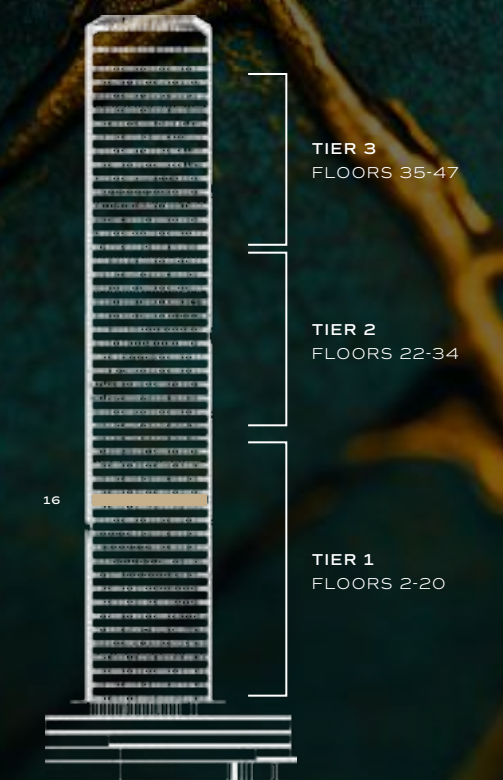 TIER 3
FLOORS 35-47
TIER 2
FLOORS 22-34
16
TIER 1
FLOORS 2-20